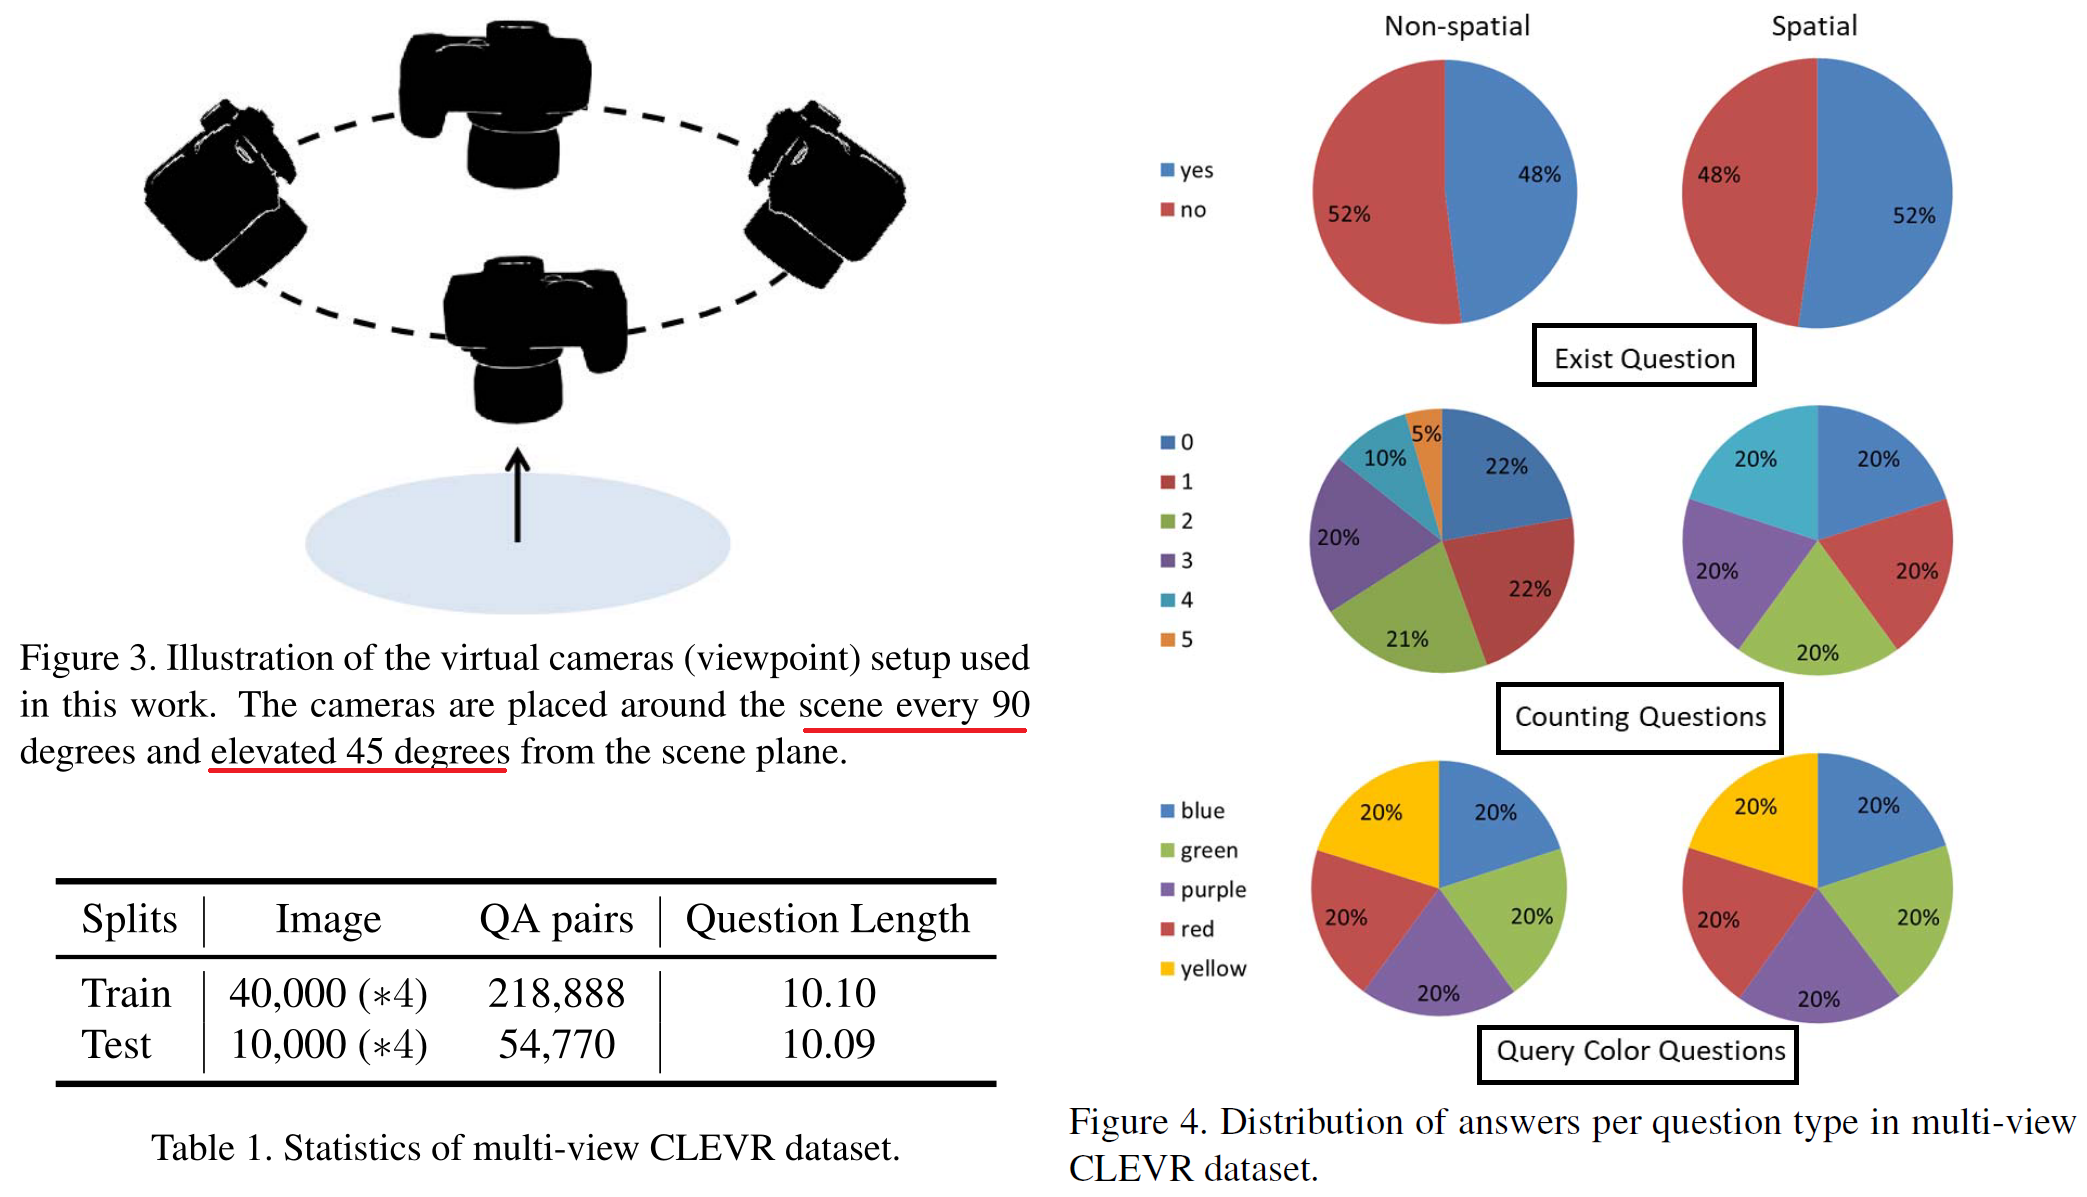 Figure 3. Illustration of the virtual cameras (viewpoint) setup used
in this work. The cameras are placed around the scene every 90
degrees and elevated 45 degrees from the scene plane.
Splits Image QA pairs Question Length
Train 40,000 (∗4) 218,888 10.10
Test 10,000 (∗4) 54,770 10.09
Table 1. Statistics of multi-view CLEVR dataset.
Non-spatial Spatial
yes
no
48%
52%
48%
52%
Exist Question
0
1
2
3
4
5
5%
10%
22%
20%
22%
21%
20%
20%
20%
20%
20%
Counting Questions
blue
green
purple
red
yellow
20%
20%
20%
20%
20%
20%
20%
20%
20%
20%
Query Color Questions
Figure 4. Distribution of answers per question type in multi-view
CLEVR dataset.